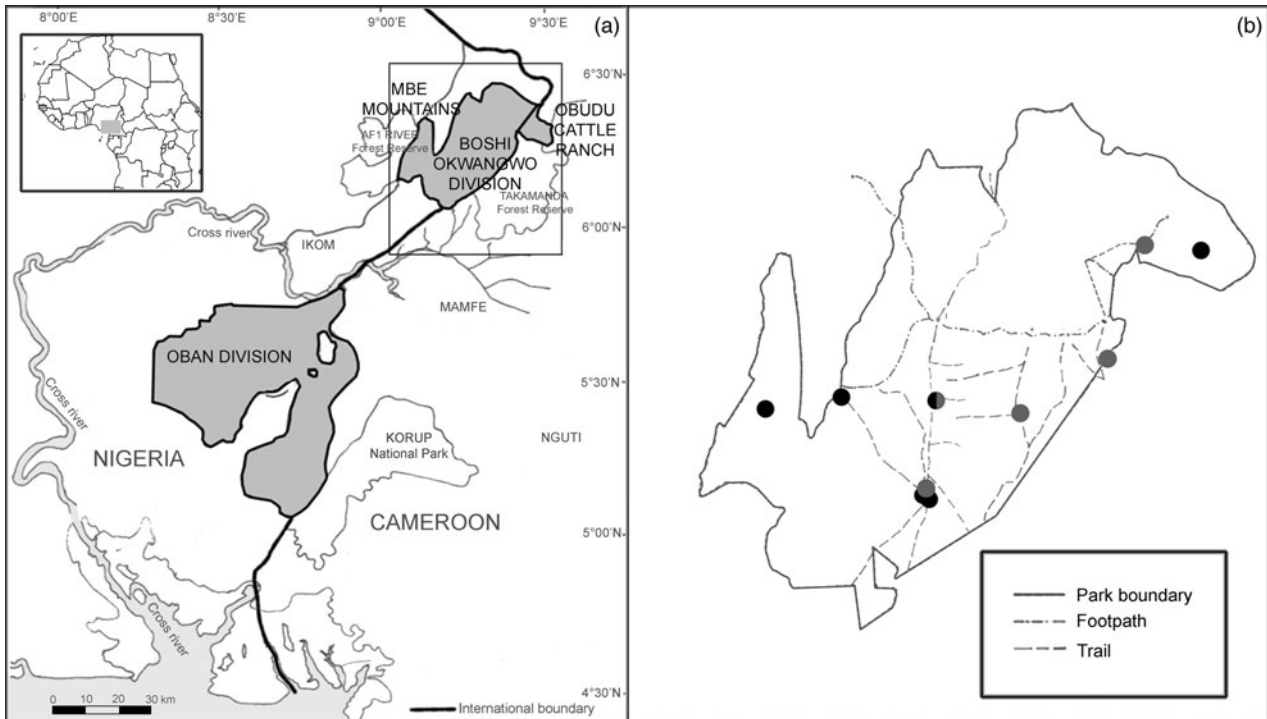 8°00'E
8°30'E
9°00'E
9°30'E
(a)
(b)
6°30'N
MBE
MOUNTAINS
OBUDU
CATTLE
RANCH
AF1 RIVER
Forest Reserve
BOSHI
OKWANGWO
DIVISION
TAKAMANDA
Forest Reserve
6°00'N
Cross river
IKOM
MAMFE
OBAN DIVISION
5°30'N
Cross river
KORUP
National Park
NGUTI
NIGERIA
CAMEROON
5°00'N
Cross river
4°30'N
0 10 20 30 km
International boundary
Park boundary
Footpath
Trail